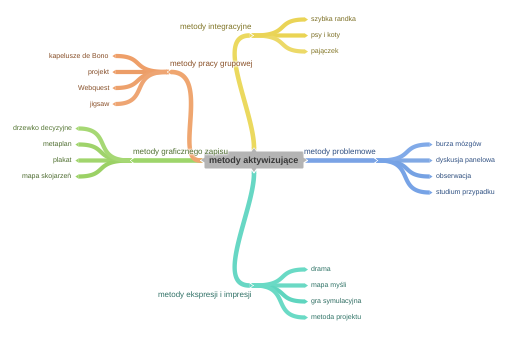 metody integracyjne
szybka randka
psy i koty
pajączek
metody pracy grupowej
kapelusze de Bono
projekt
Webquest
jigsaw
metody graficznego zapisu
drzewko decyzyjne
metaplan
plakat
mapa skojarzeń
metody aktywizujące
metody problemowe
burza mózgów
dyskusja panelowa
obserwacja
studium przypadku
metody ekspresji i impresji
drama
mapa myśli
gra symulacyjna
metoda projektu